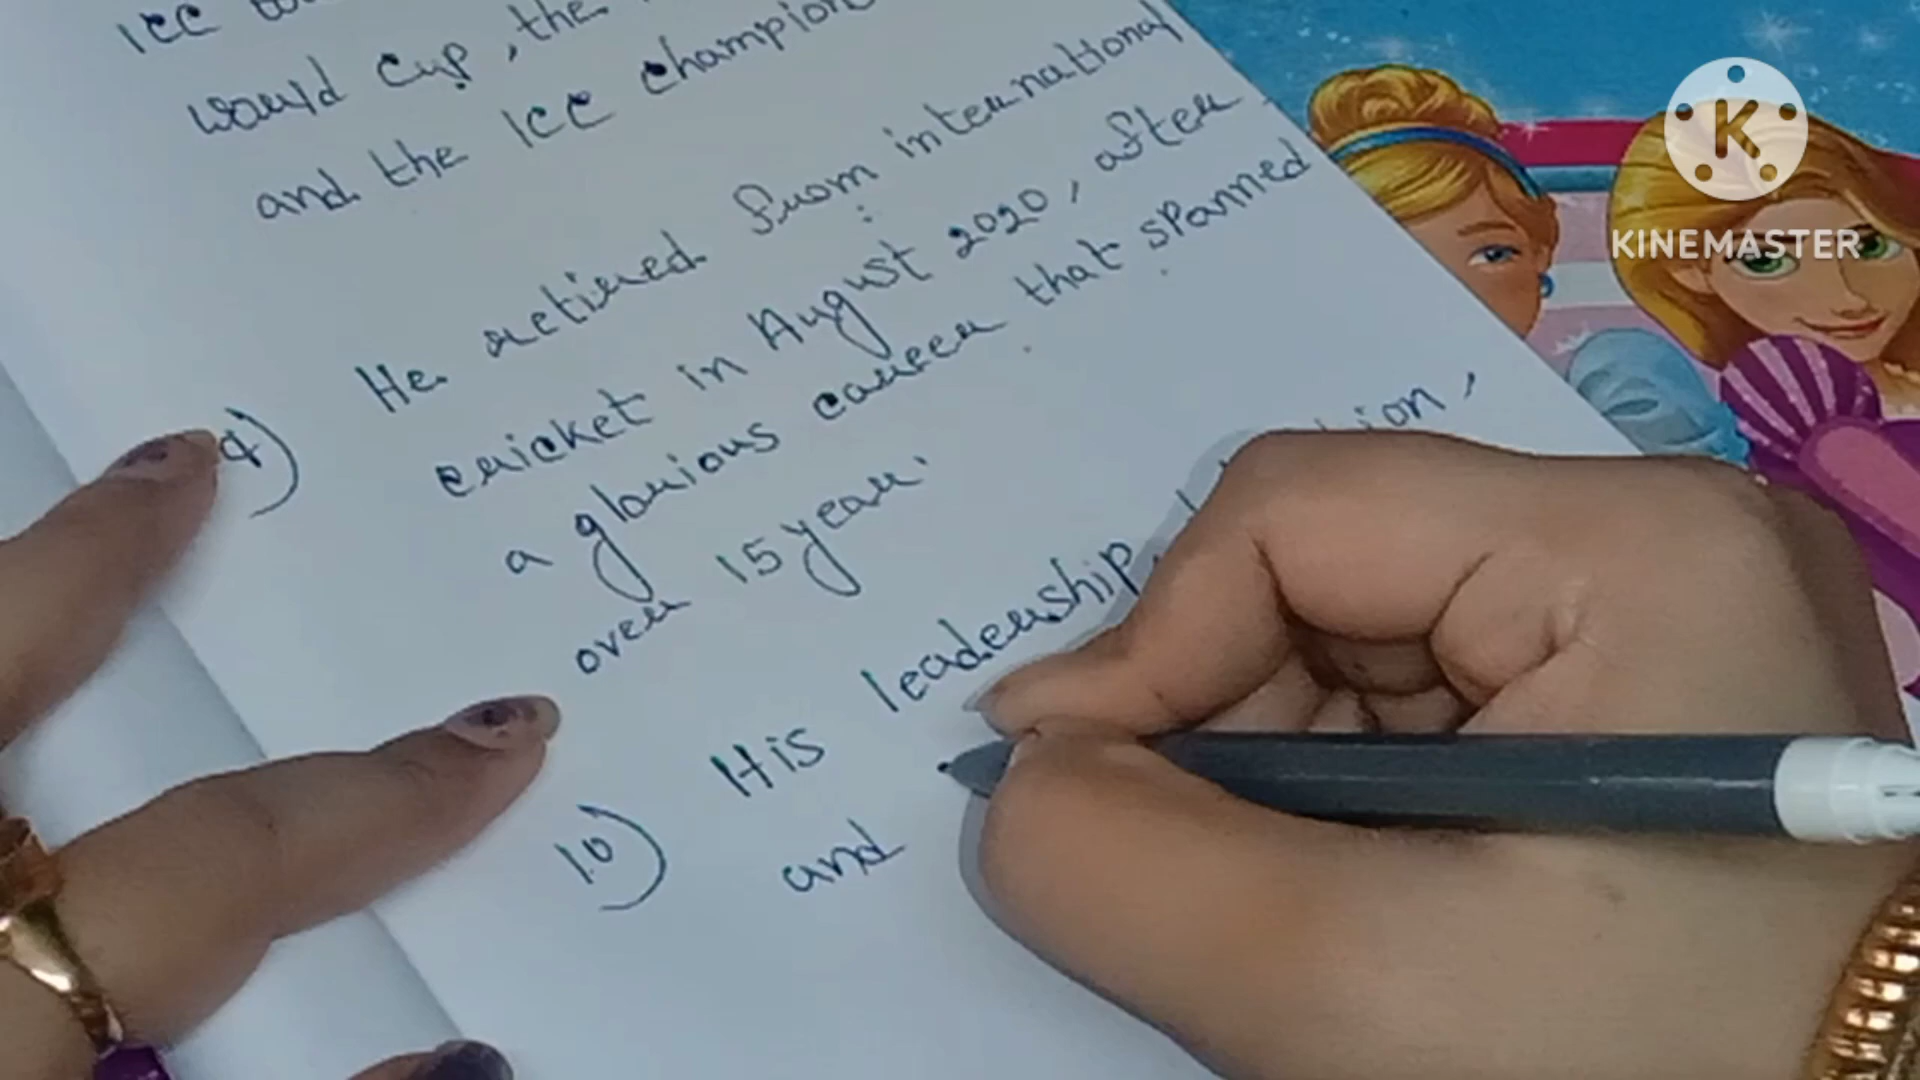 ICC
World Cup, the
and the ICC champion
9) He retired from international
cricket in August 2020, after
a glorious career that spanned
over 15 year.
10) His leadership,
and
KINEMASTER